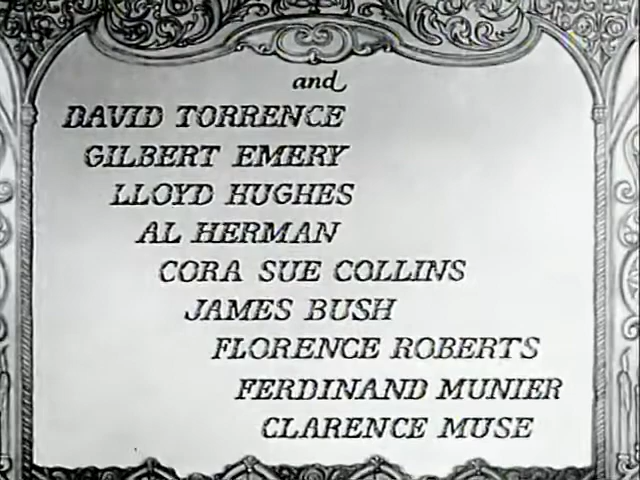 and
DAVID TORRENCE
GILBERT EMERY
LLOYD HUGHES
AL HERMAN
CORA SUE COLLINS
JAMES BUSH
FLORENCE ROBERTS
FERDINAND MUNIER
CLARENCE MUSE